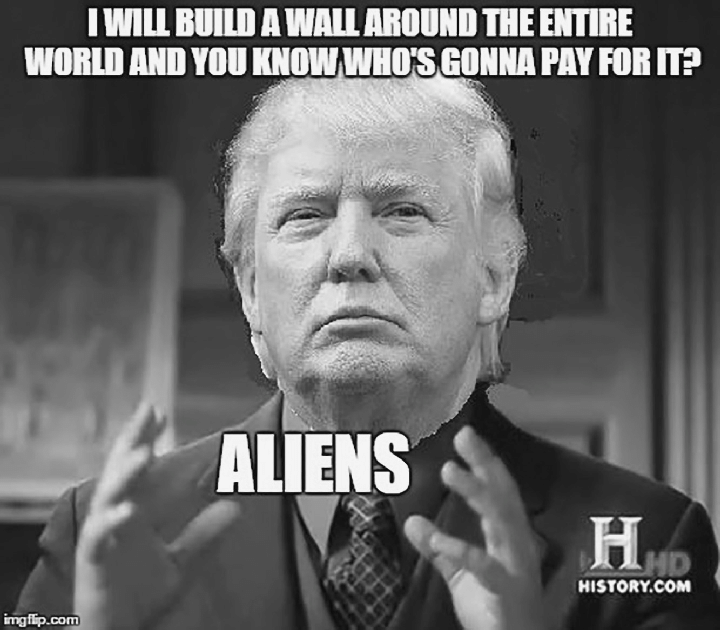 I WILL BUILD A WALL AROUND THE ENTIRE
WORLD AND YOU KNOW WHO'S GONNA PAY FOR IT?
ALIENS
H HD
HISTORY.COM
imgflip.com